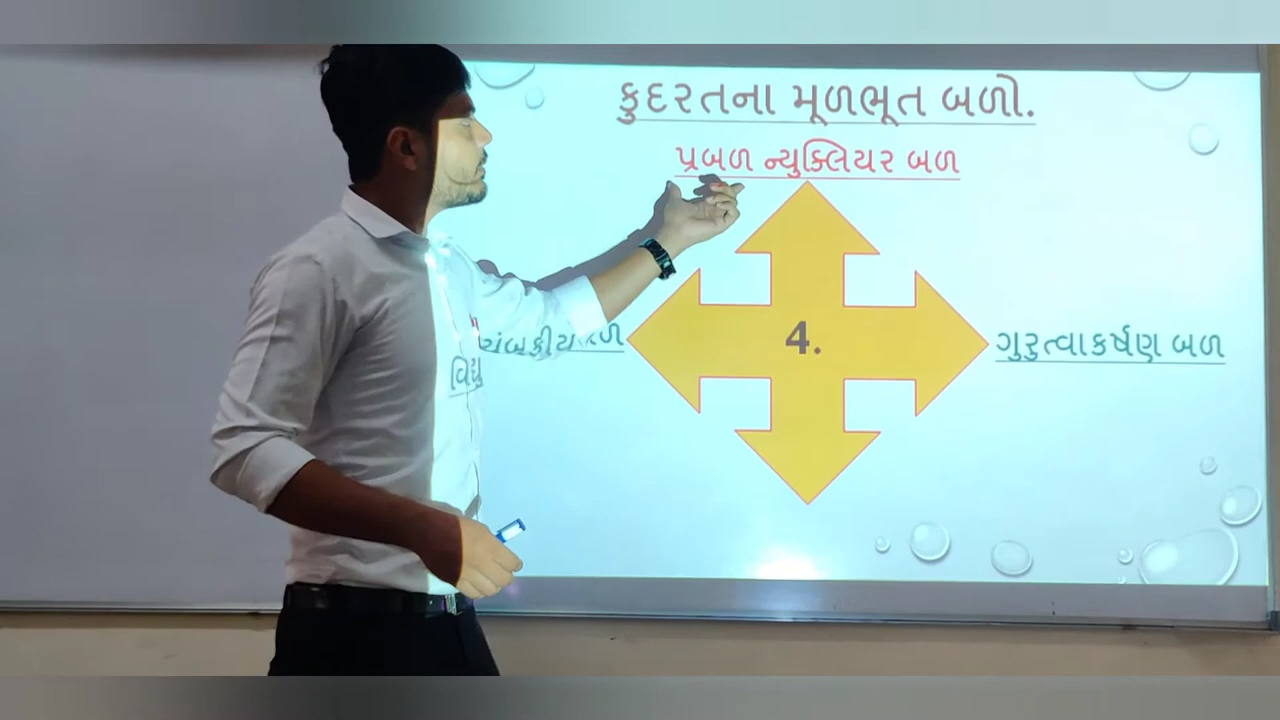 કુદરતના મૂળભૂત બળો.
પ્રબળ ન્યુક્લિયર બળ
4.
ગુરુત્વાકર્ષણ બળ